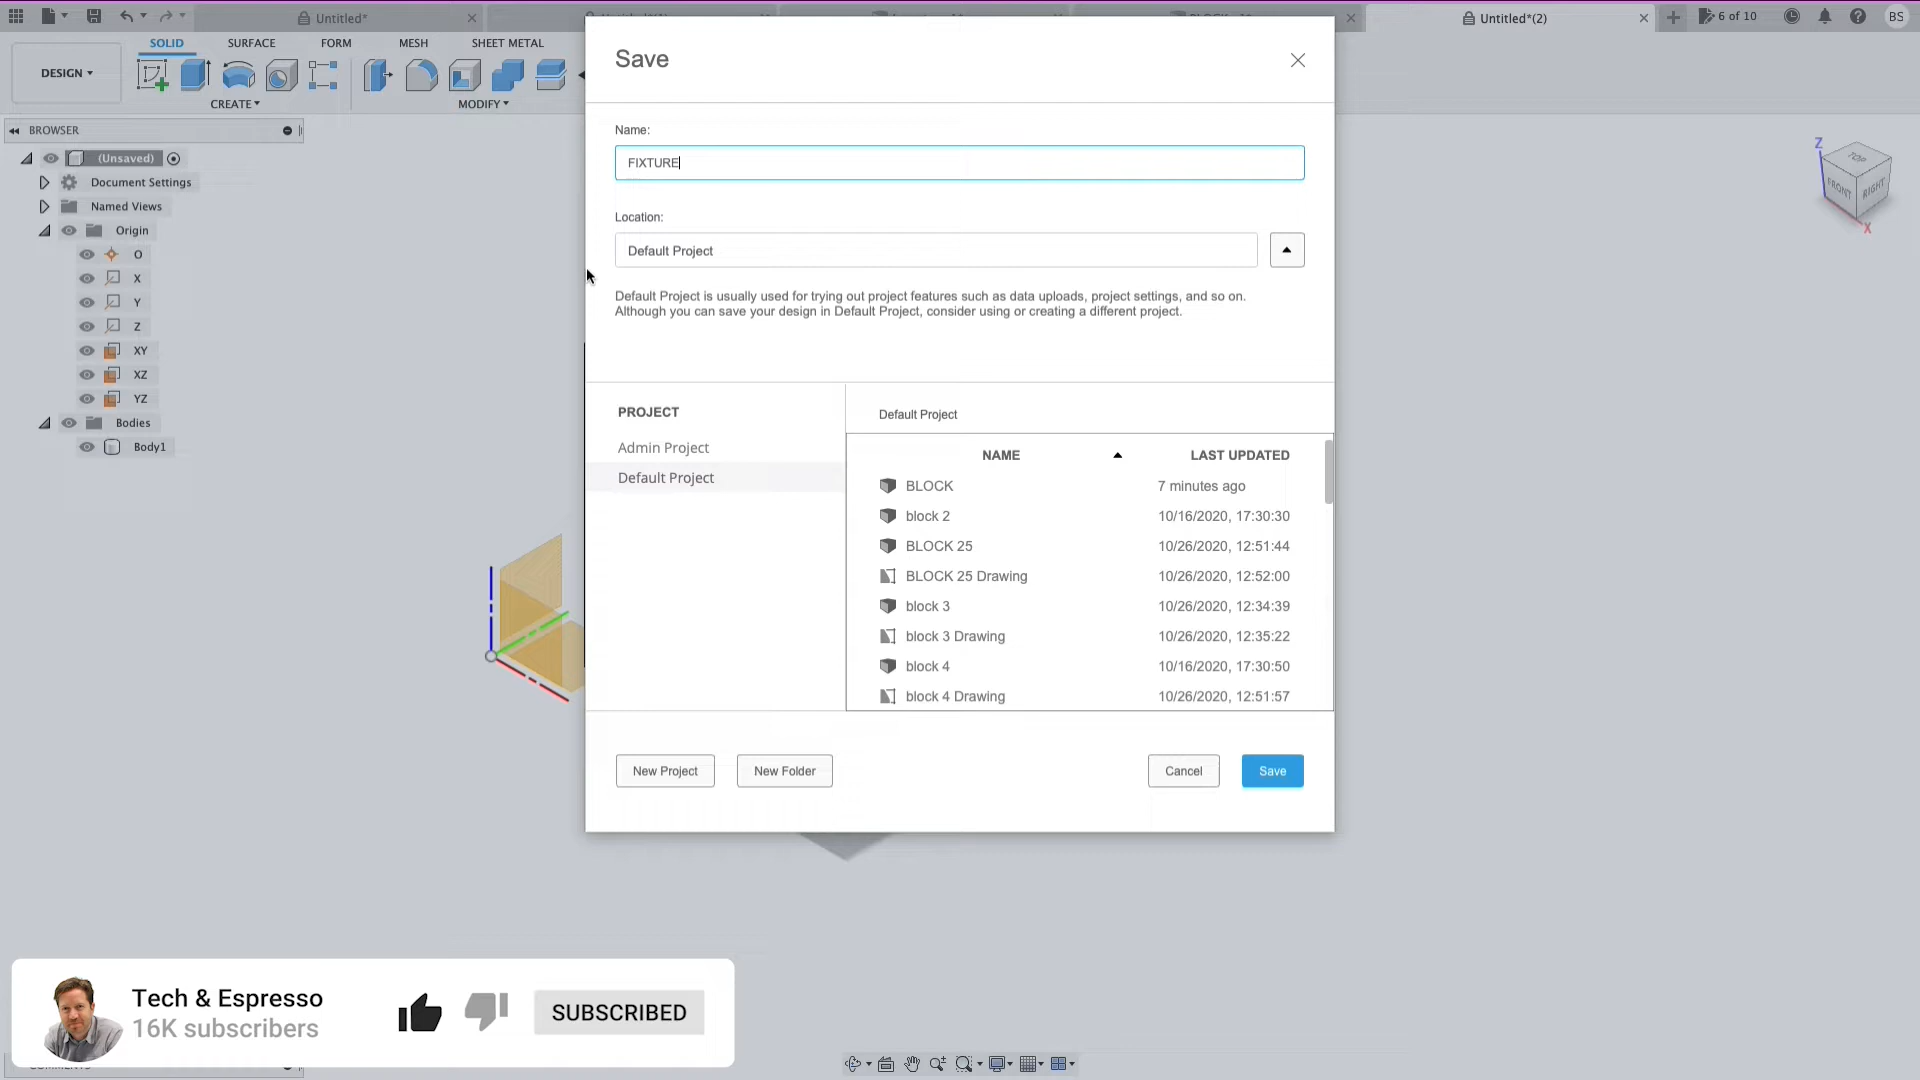 Untitled*
Untitled*(2)
6 of 10
BS
SOLID
SURFACE
FORM
MESH
SHEET METAL
DESIGN
CREATE
MODIFY
BROWSER
(Unsaved)
Document Settings
Named Views
Origin
O
X
Y
Z
XY
XZ
YZ
Bodies
Body1
Save
Name:
FIXTURE
Location:
Default Project
Default Project is usually used for trying out project features such as data uploads, project settings, and so on.
Although you can save your design in Default Project, consider using or creating a different project.
PROJECT
Admin Project
Default Project
Default Project
NAME LAST UPDATED
BLOCK 7 minutes ago
block 2 10/16/2020, 17:30:30
BLOCK 25 10/26/2020, 12:51:44
BLOCK 25 Drawing 10/26/2020, 12:52:00
block 3 10/26/2020, 12:34:39
block 3 Drawing 10/26/2020, 12:35:22
block 4 10/16/2020, 17:30:50
block 4 Drawing 10/26/2020, 12:51:57
New Project
New Folder
Cancel
Save
Z
TOP
FRONT
RIGHT
X
Tech & Espresso
16K subscribers
SUBSCRIBED